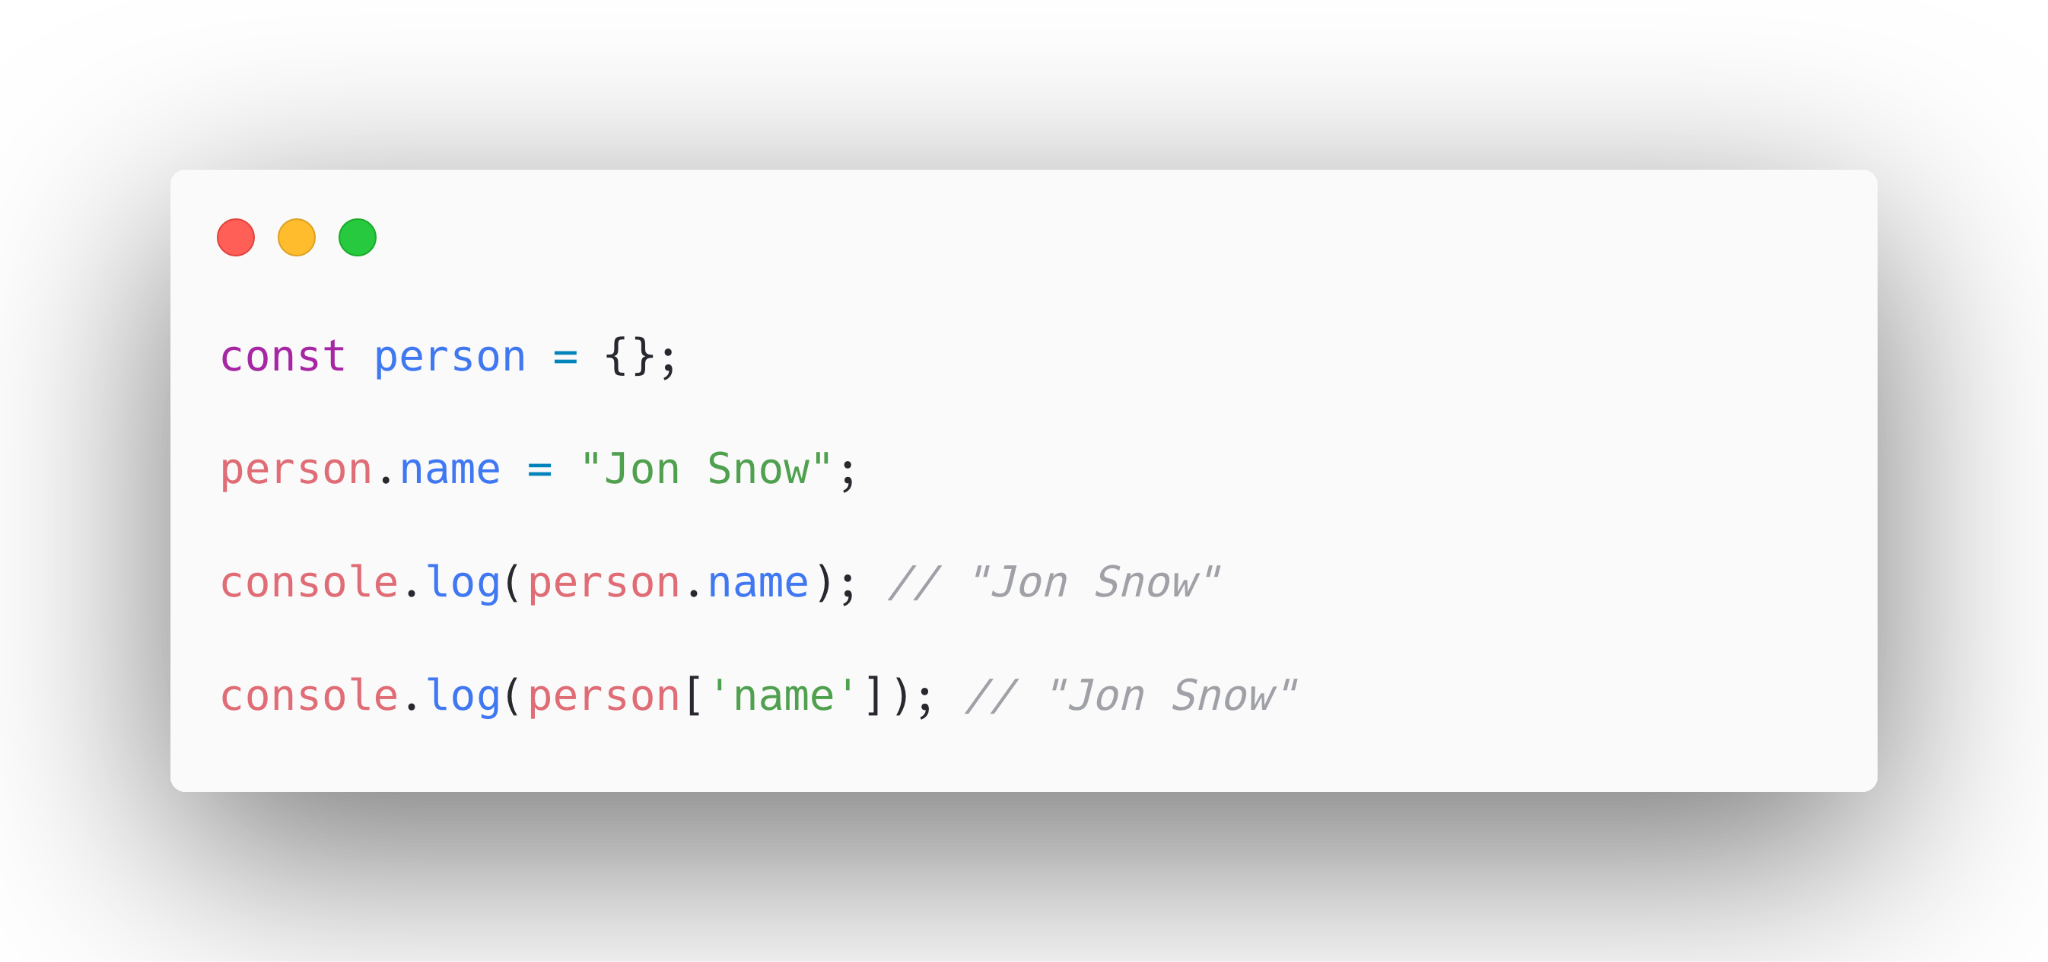 const person = {};
person.name = "Jon Snow";
console.log(person.name); // "Jon Snow"
console.log(person['name']); // "Jon Snow"